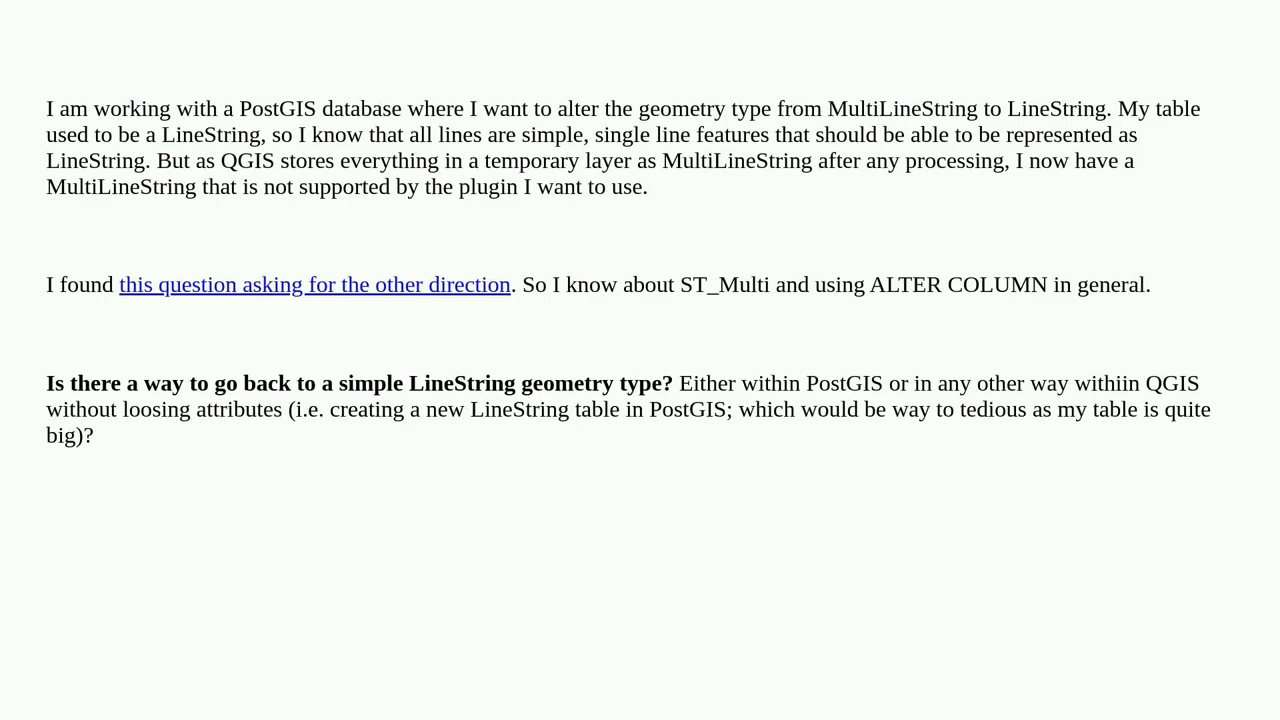 I am working with a PostGIS database where I want to alter the geometry type from MultiLineString to LineString. My table
used to be a LineString, so I know that all lines are simple, single line features that should be able to be represented as
LineString. But as QGIS stores everything in a temporary layer as MultiLineString after any processing, I now have a
MultiLineString that is not supported by the plugin I want to use.
I found this question asking for the other direction. So I know about ST_Multi and using ALTER COLUMN in general.
Is there a way to go back to a simple LineString geometry type? Either within PostGIS or in any other way withiin QGIS
without loosing attributes (i.e. creating a new LineString table in PostGIS; which would be way to tedious as my table is quite
big)?